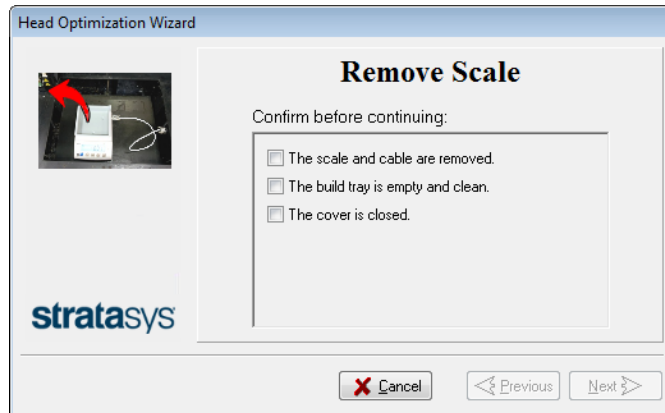 Head Optimization Wizard
Remove Scale
Confirm before continuing:
The scale and cable are removed.
The build tray is empty and clean.
The cover is closed.
stratasys
Cancel
Previous
Next